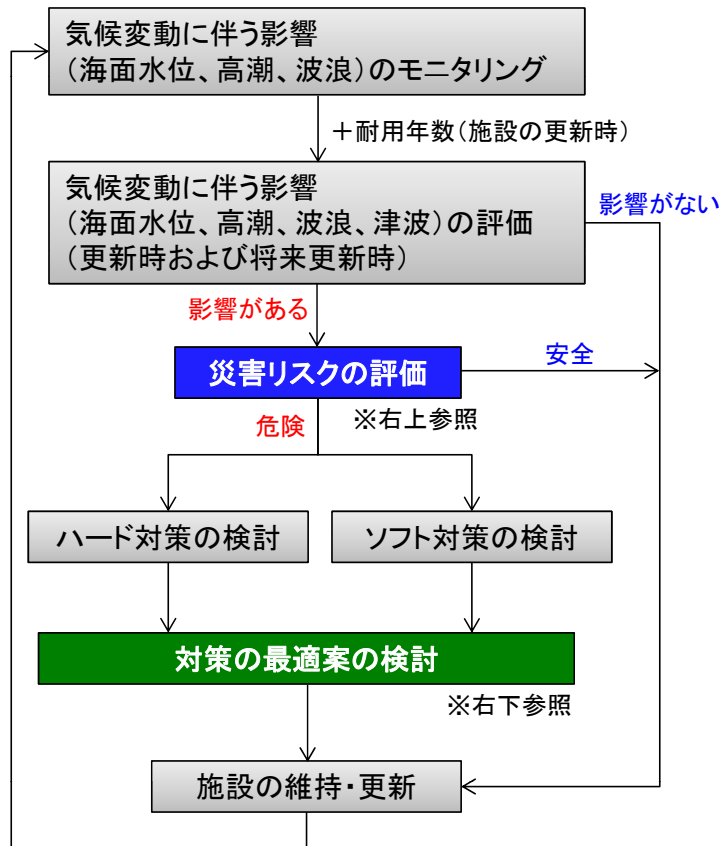 気候変動に伴う影響
（海面水位、高潮、波浪）のモニタリング
＋耐用年数（施設の更新時）
気候変動に伴う影響
（海面水位、高潮、波浪、津波）の評価
（更新時および将来更新時）
影響がない
影響がある
災害リスクの評価
安全
危険
※右上参照
ハード対策の検討
ソフト対策の検討
対策の最適案の検討
※右下参照
施設の維持・更新